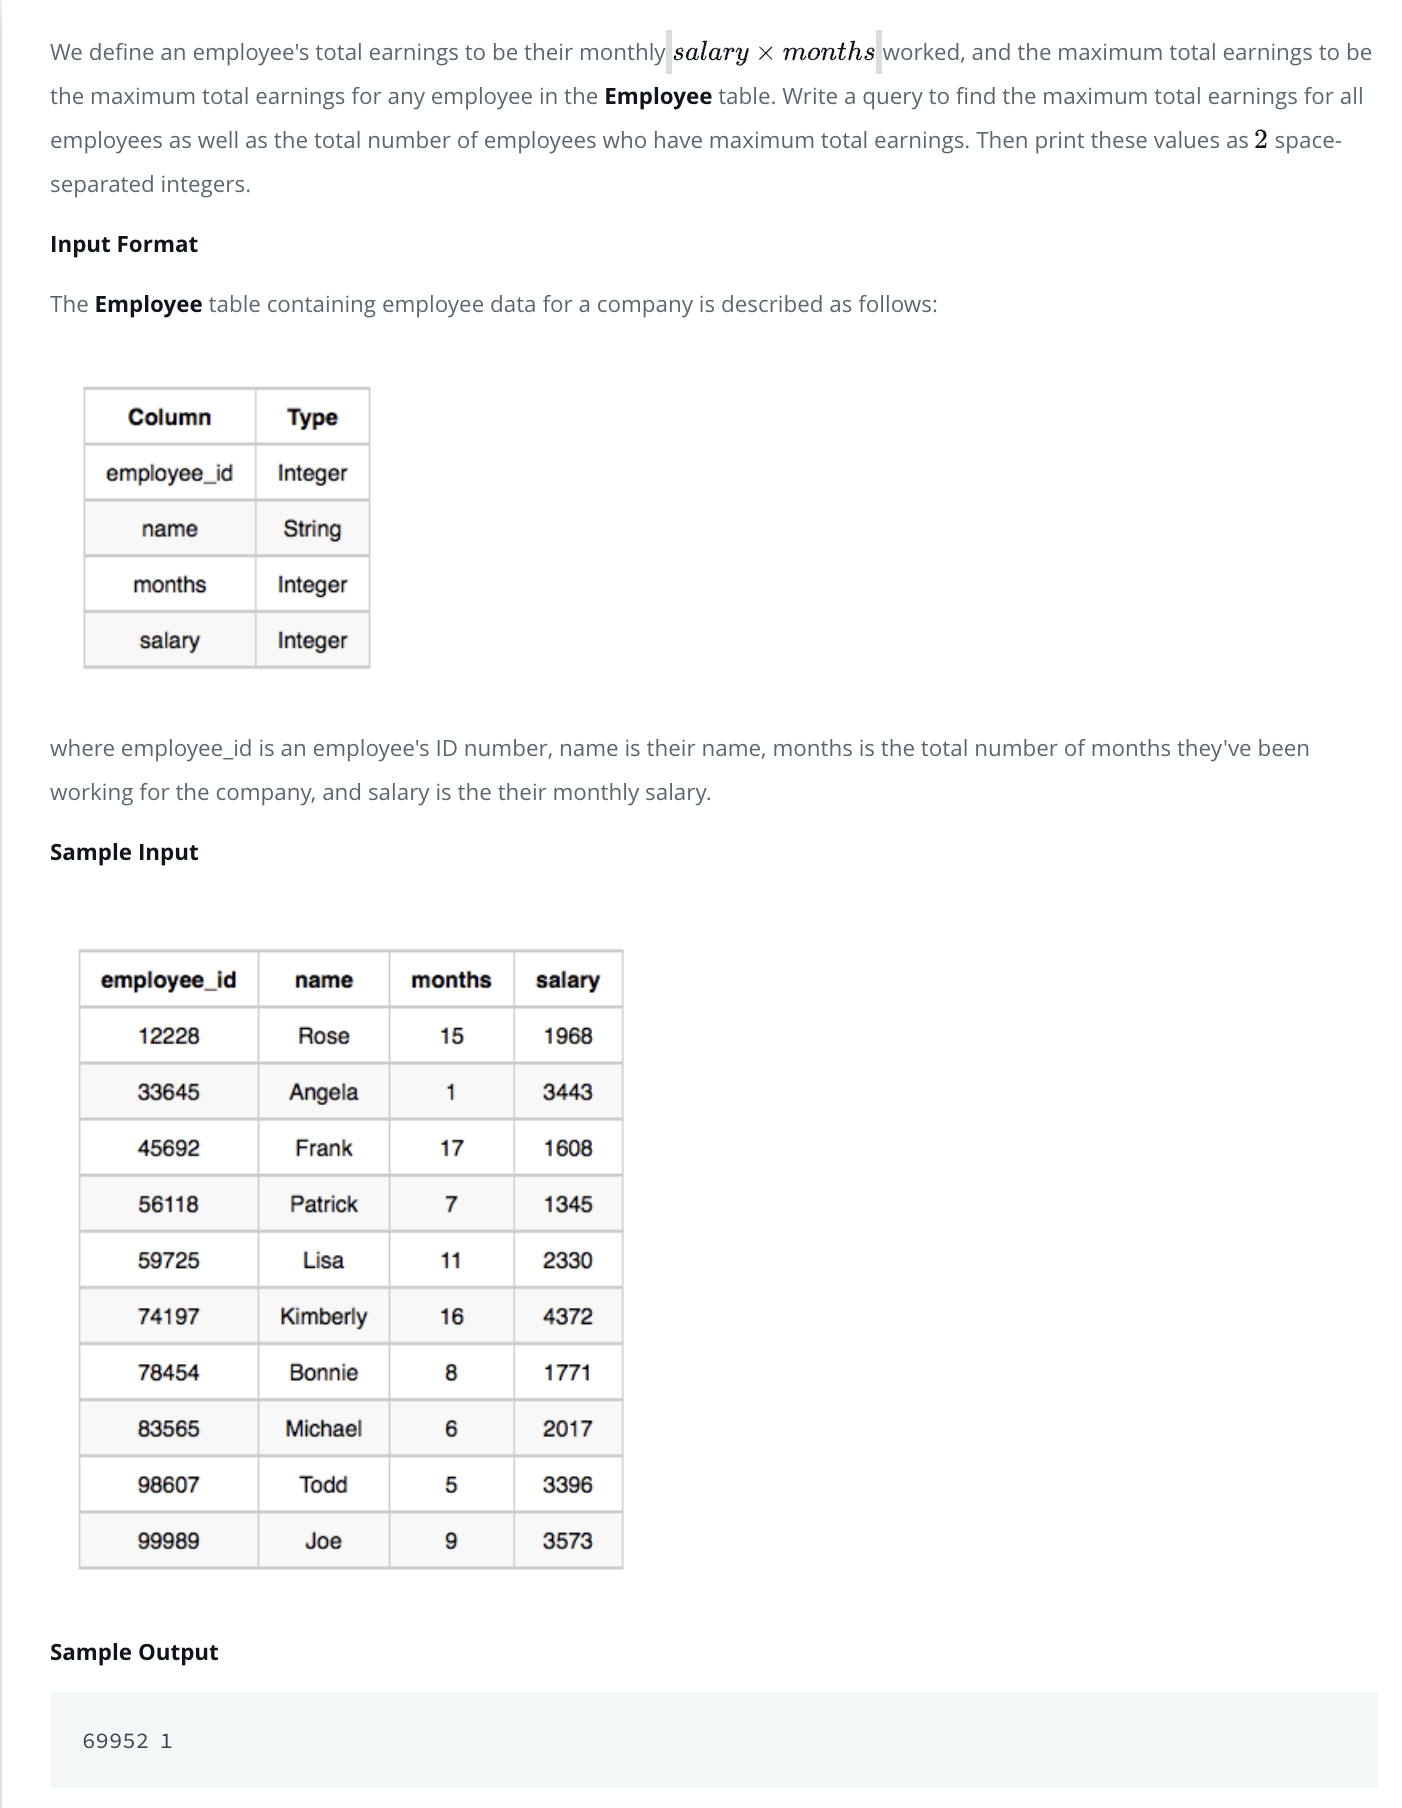 We define an employee's total earnings to be their monthly salary × months worked, and the maximum total earnings to be
the maximum total earnings for any employee in the Employee table. Write a query to find the maximum total earnings for all
employees as well as the total number of employees who have maximum total earnings. Then print these values as 2 space-
separated integers.
Input Format
The Employee table containing employee data for a company is described as follows:
Column Type
employee_id Integer
name String
months Integer
salary Integer
where employee_id is an employee's ID number, name is their name, months is the total number of months they've been
working for the company, and salary is the their monthly salary.
Sample Input
employee_id name months salary
12228 Rose 15 1968
33645 Angela 1 3443
45692 Frank 17 1608
56118 Patrick 7 1345
59725 Lisa 11 2330
74197 Kimberly 16 4372
78454 Bonnie 8 1771
83565 Michael 6 2017
98607 Todd 5 3396
99989 Joe 9 3573
Sample Output
69952 1